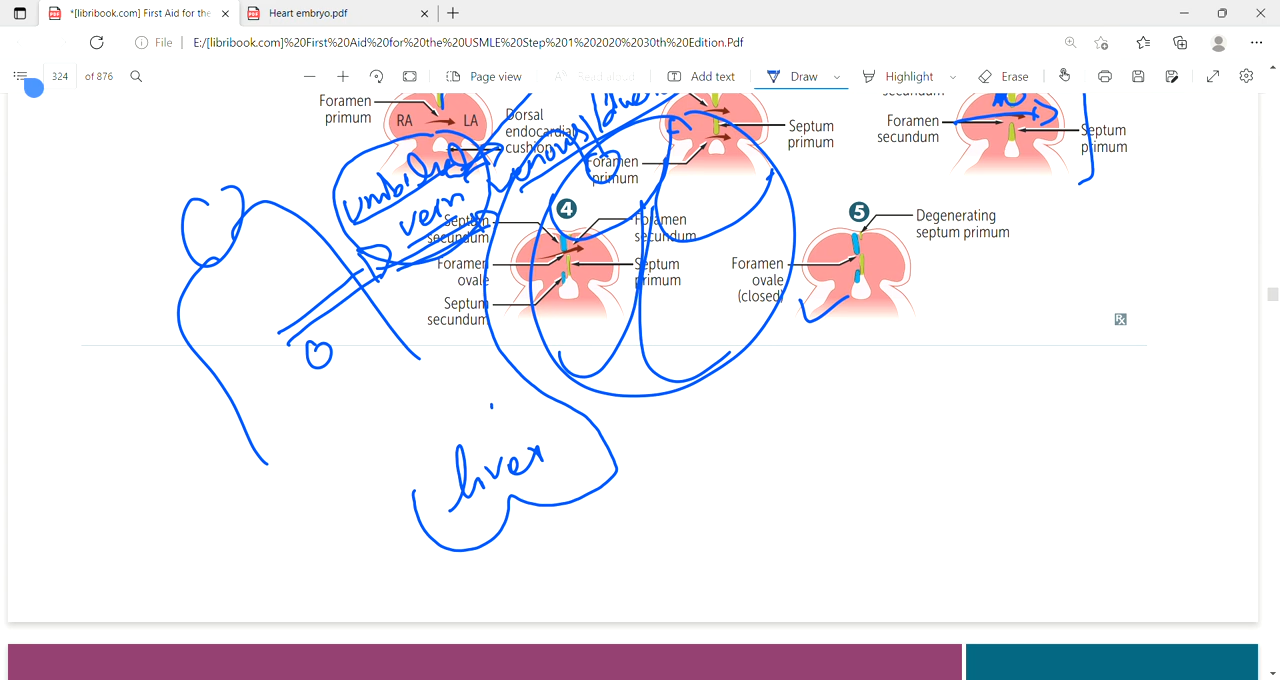 *[libribook.com] First Aid for the
Heart embryo.pdf
File
E:/[libribook.com]%20First%20Aid%20for%20the%20USMLE%20Step%201%202020%2030th%20Edition.Pdf
324 of 876
Page view
Read aloud
Add text
Draw
Highlight
Erase
Foramen
primum
RA
LA
Dorsal
endocardial
cushion
Foramen
primum
Septum
primum
secundum
Foramen
secundum
Septum
primum
umbilical
vein
venosus
4
Septum
secundum
Foramen
ovale
Septum
secundum
Foramen
secundum
Septum
primum
5
Degenerating
septum primum
Foramen
ovale
(closed)
Rx
liver